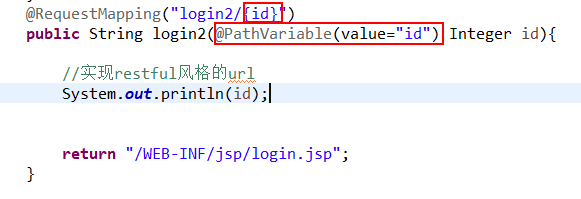 @RequestMapping("login2/{id}")
public String login2(@PathVariable(value="id") Integer id){
//实现restful风格的url
System.out.println(id);
return "/WEB-INF/jsp/login.jsp";
}